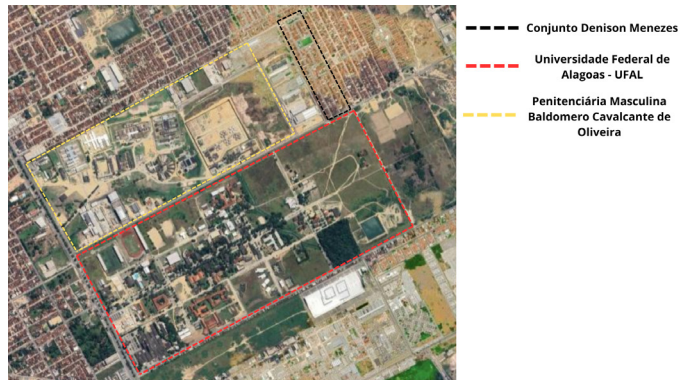 Conjunto Denison Menezes
Universidade Federal de
Alagoas - UFAL
Penitenciária Masculina
Baldomero Cavalcante de
Oliveira